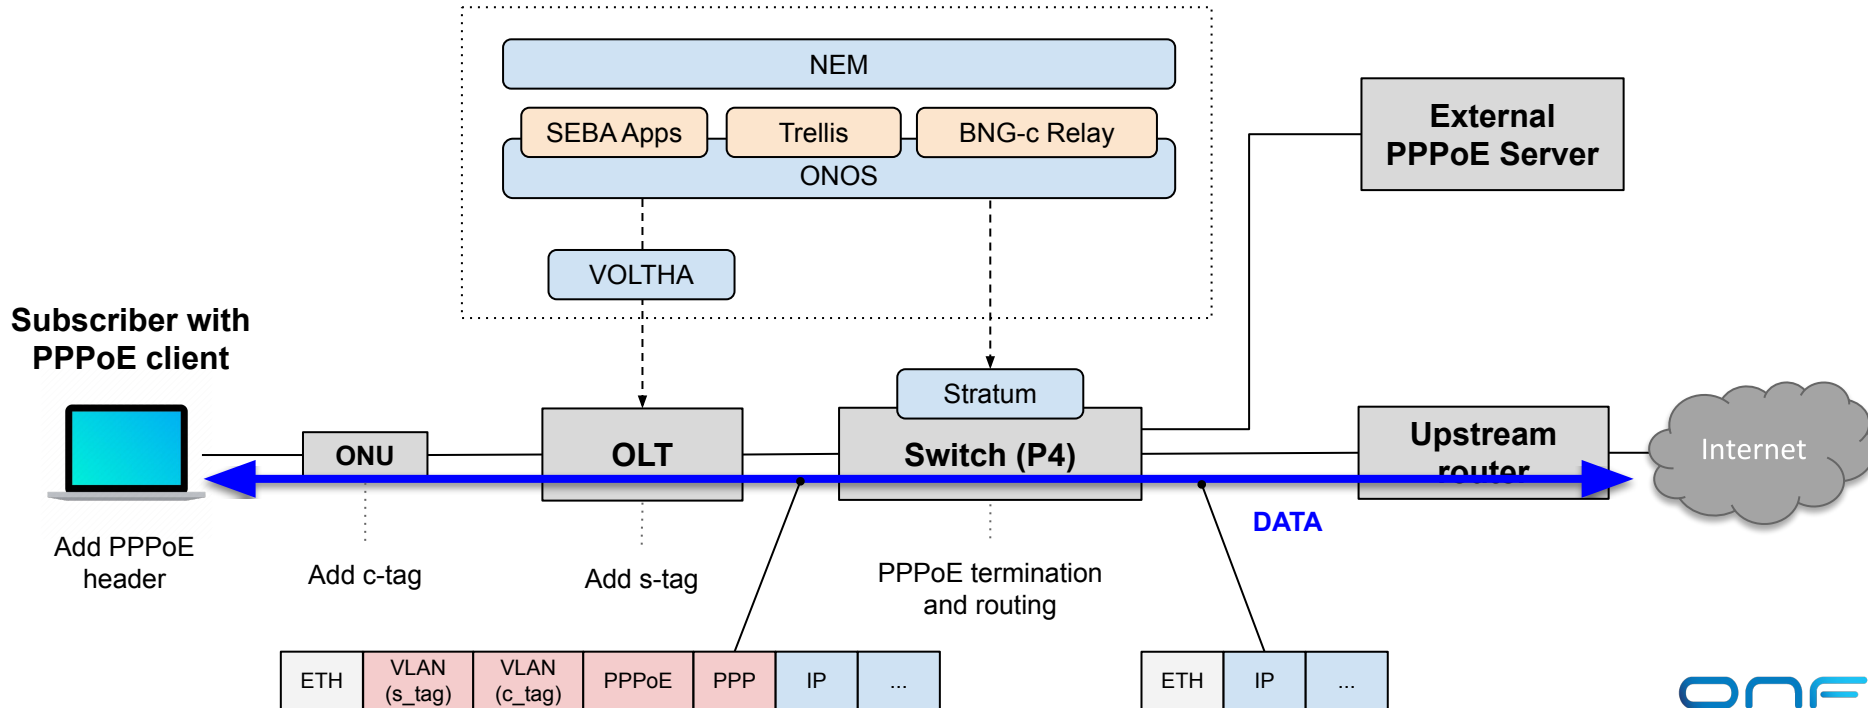 NEM
SEBA Apps
Trellis
BNG-c Relay
ONOS
VOLTHA
External
PPPoE Server
Subscriber with
PPPoE client
Stratum
ONU
OLT
Switch (P4)
Upstream
router
Internet
DATA
Add PPPoE
header
Add c-tag
Add s-tag
PPPoE termination
and routing
ETH
VLAN
(s_tag)
VLAN
(c_tag)
PPPoE
PPP
IP
...
ETH
IP
...
ONF